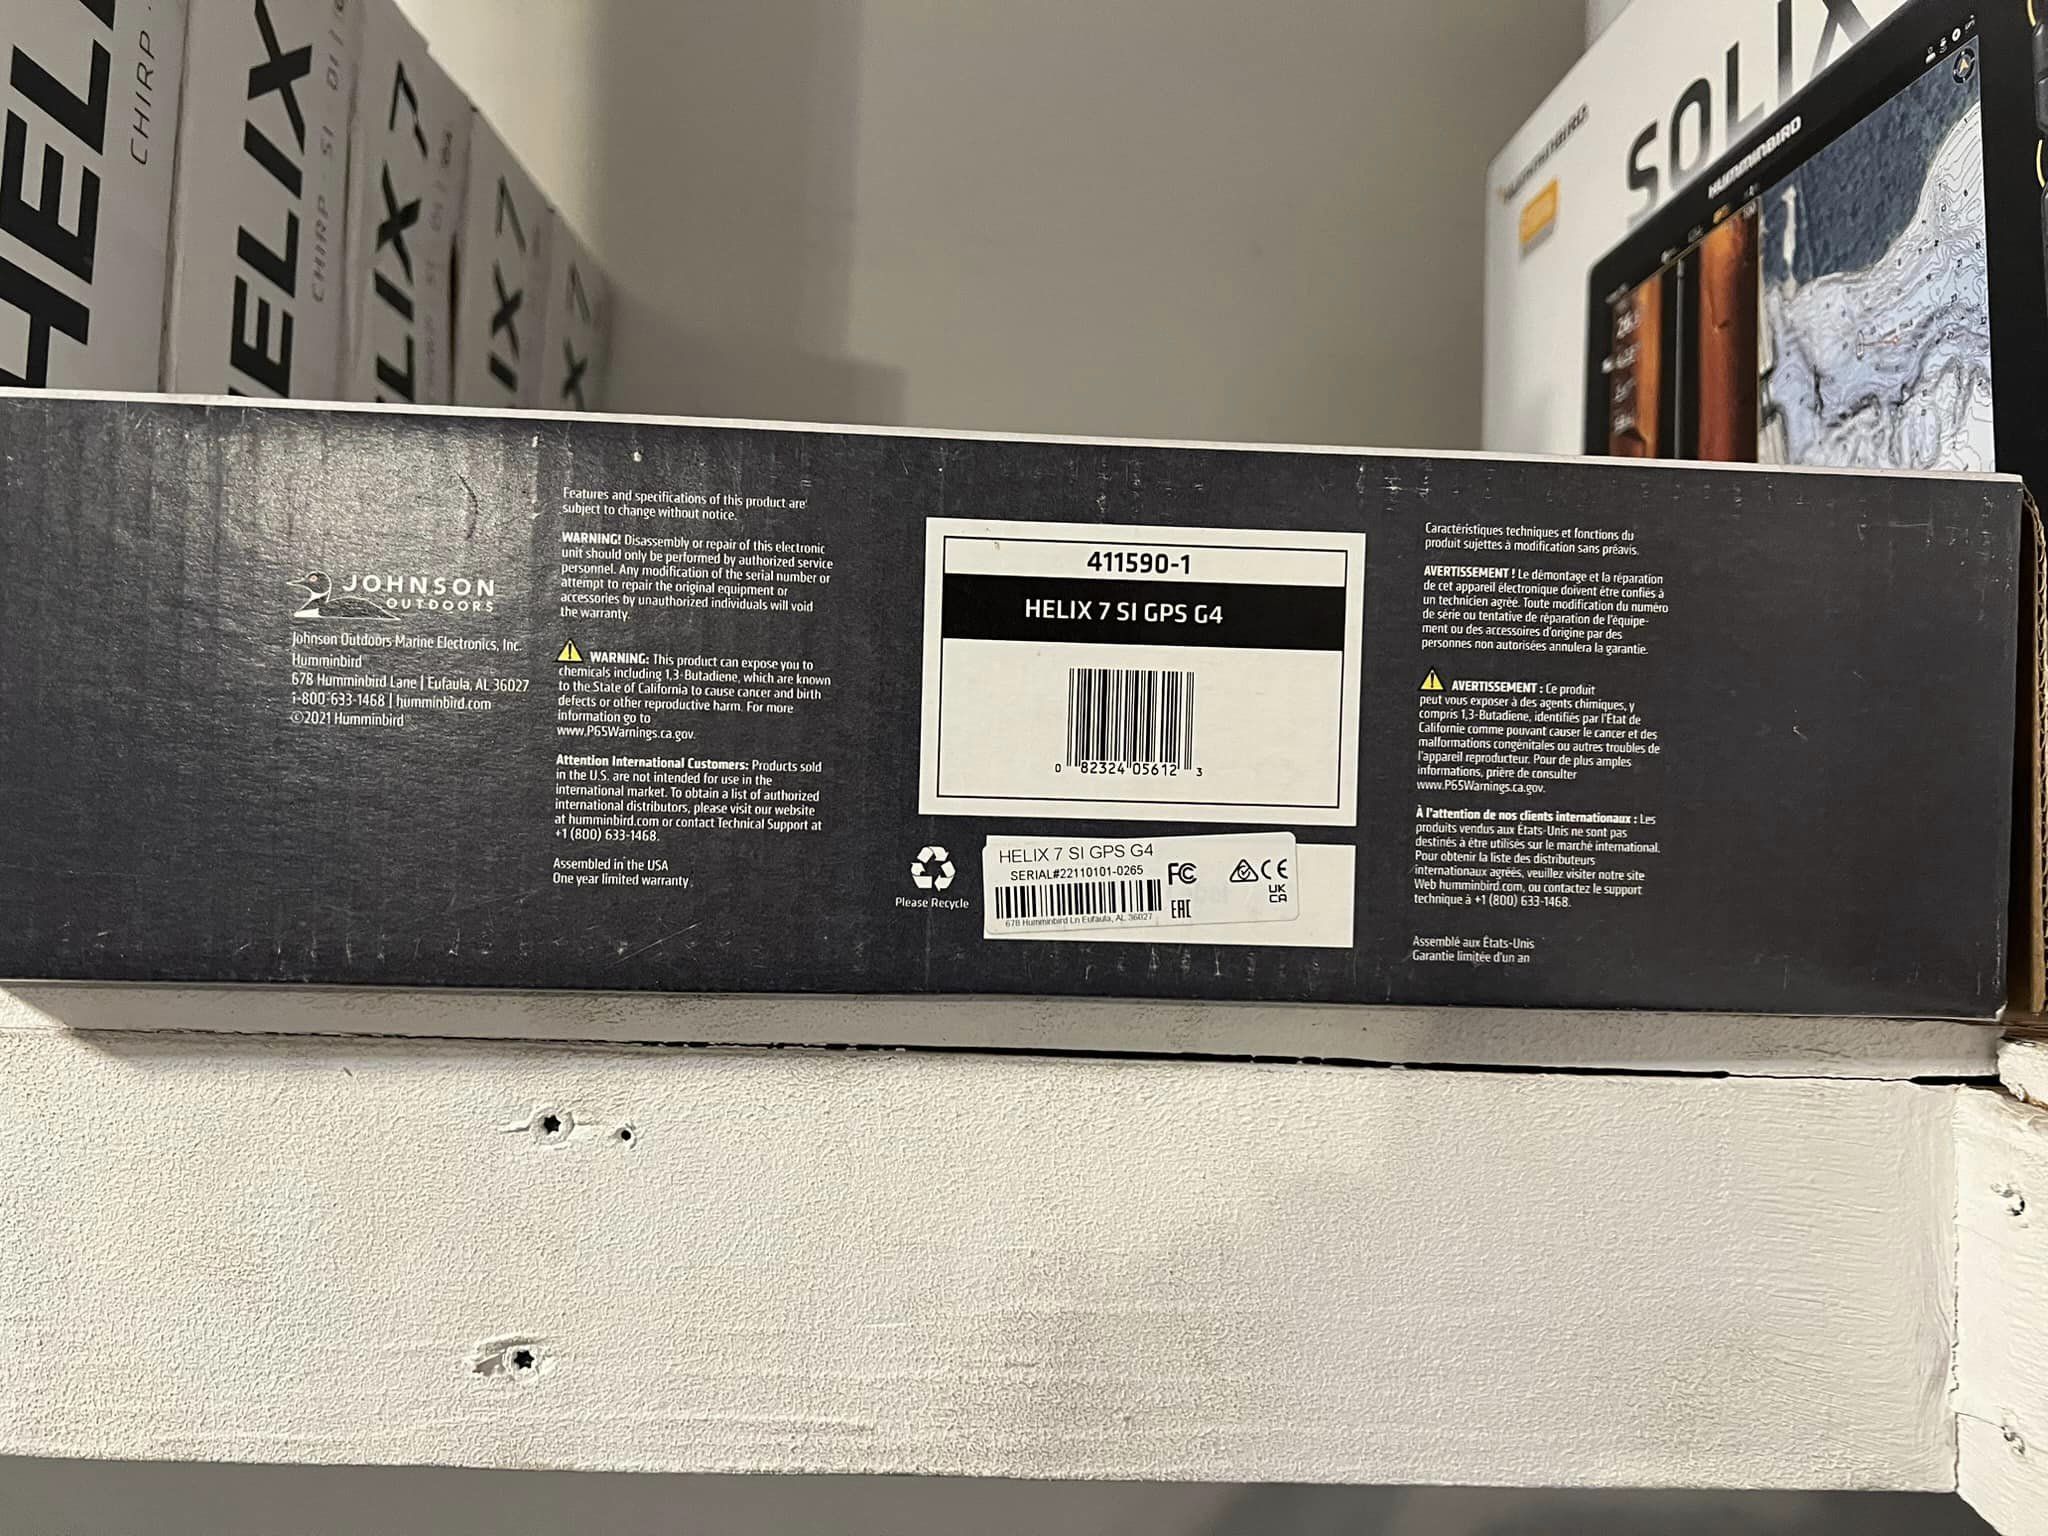 HEL
CHIRP
HELIX
CHIRP · SI
DI
HELIX 7
SI
DI
IX 7
X 7
HUMMINBIRD
SOLIX
HUMMINBIRD
JOHNSON
OUTDOORS
Johnson Outdoors Marine Electronics, Inc.
Humminbird
678 Humminbird Lane | Eufaula, AL 36027
1-800-633-1468 | humminbird.com
©2021 Humminbird
Features and specifications of this product are
subject to change without notice.
WARNING! Disassembly or repair of this electronic
unit should only be performed by authorized service
personnel. Any modification of the serial number or
attempt to repair the original equipment or
accessories by unauthorized individuals will void
the warranty.
WARNING: This product can expose you to
chemicals including 1,3-Butadiene, which are known
to the State of California to cause cancer and birth
defects or other reproductive harm. For more
information go to
www.P65Warnings.ca.gov.
Attention International Customers: Products sold
in the U.S. are not intended for use in the
international market. To obtain a list of authorized
international distributors, please visit our website
at humminbird.com or contact Technical Support at
+1 (800) 633-1468.
Assembled in the USA
One year limited warranty
411590-1
HELIX 7 SI GPS G4
0 82324 05612 3
Please Recycle
HELIX 7 SI GPS G4
SERIAL#22110101-0265
678 Humminbird Ln Eufaula, AL 36027
FC
EAC
CE
UK
CA
Caractéristiques techniques et fonctions du
produit sujettes à modification sans préavis.
AVERTISSEMENT ! Le démontage et la réparation
de cet appareil électronique doivent être confiés à
un technicien agréé. Toute modification du numéro
de série ou tentative de réparation de l'équipe-
ment ou des accessoires d'origine par des
personnes non autorisées annulera la garantie.
AVERTISSEMENT : Ce produit
peut vous exposer à des agents chimiques, y
compris 1,3-Butadiene, identifiés par l'État de
Californie comme pouvant causer le cancer et des
malformations congénitales ou autres troubles de
l'appareil reproducteur. Pour de plus amples
informations, prière de consulter
www.P65Warnings.ca.gov.
À l'attention de nos clients internationaux : Les
produits vendus aux États-Unis ne sont pas
destinés à être utilisés sur le marché international.
Pour obtenir la liste des distributeurs
internationaux agréés, veuillez visiter notre site
Web humminbird.com, ou contactez le support
technique à +1 (800) 633-1468.
Assemblé aux États-Unis
Garantie limitée d'un an